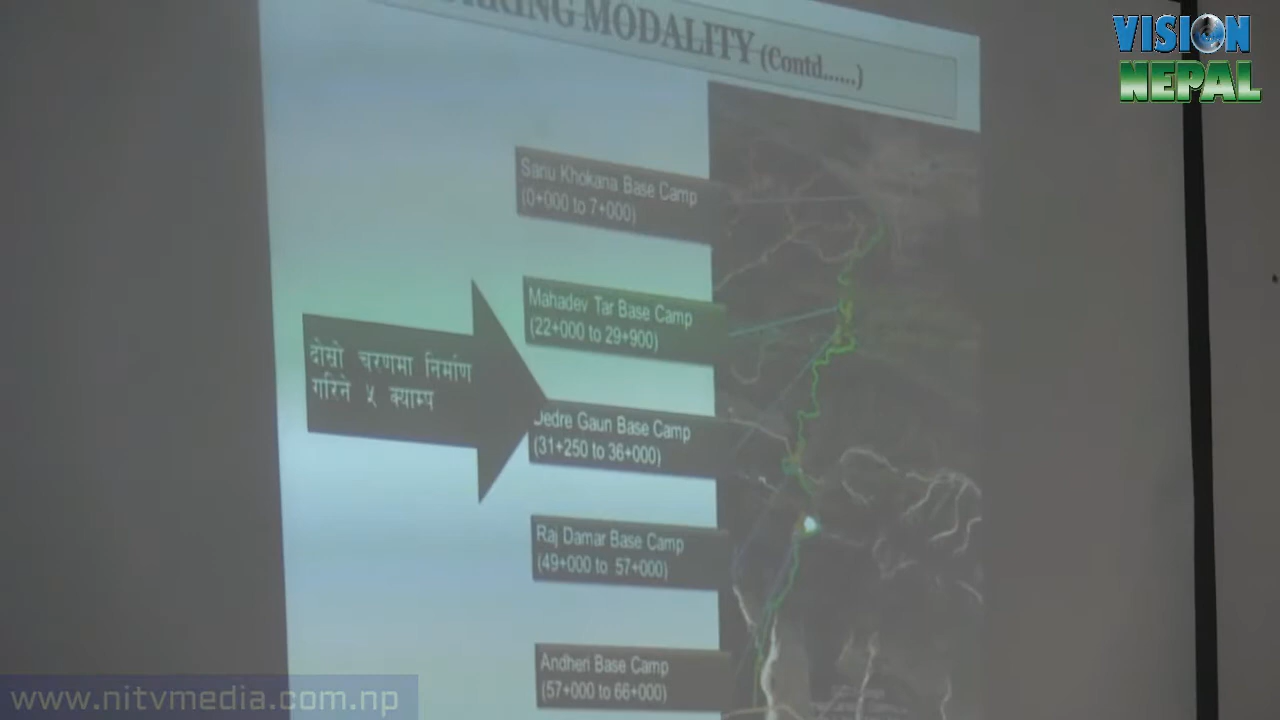 MODALITY (Contd......)
VISION
NEPAL
Sanu Khokana Base Camp
(0+000 to 7+000)
Mahadev Tar Base Camp
(22+000 to 29+900)
दोस्रो चरणमा निर्माण
गरिने ५ क्याम्प
Gaun Base Camp
(31+250 to 36+000)
Raj Damar Base Camp
(49+000 to 57+000)
Andheri Base Camp
(57+000 to 66+000)
www.nitvmedia.com.np